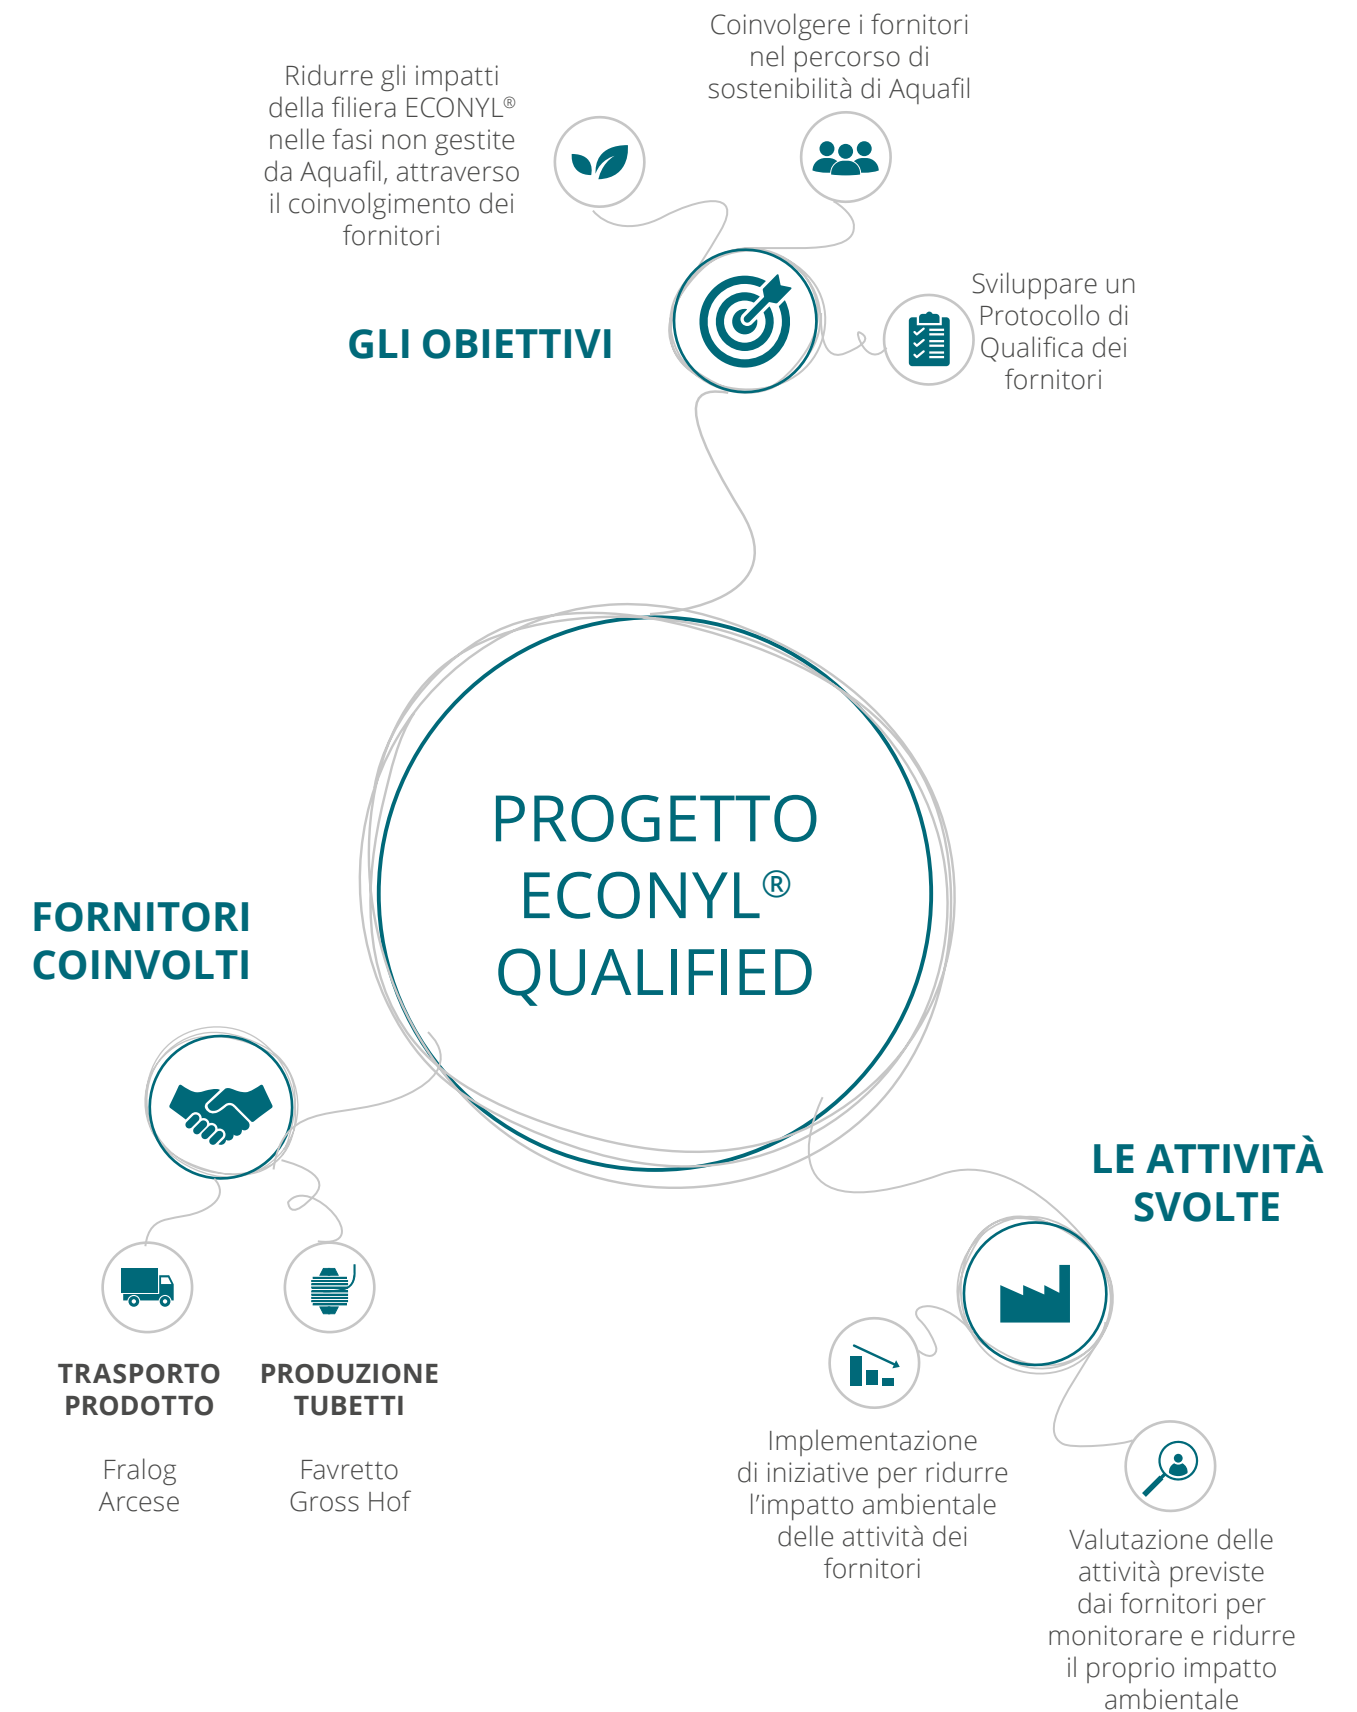 Coinvolgere i fornitori
nel percorso di
sostenibilità di Aquafil
Ridurre gli impatti
della filiera ECONYL®
nelle fasi non gestite
da Aquafil, attraverso
il coinvolgimento dei
fornitori
Sviluppare un
Protocollo di
Qualifica dei
fornitori
GLI OBIETTIVI
PROGETTO
ECONYL®
QUALIFIED
FORNITORI
COINVOLTI
TRASPORTO
PRODOTTO
Fralog
Arcese
PRODUZIONE
TUBETTI
Favretto
Gross Hof
LE ATTIVITÀ
SVOLTE
Implementazione
di iniziative per ridurre
l'impatto ambientale
delle attività dei
fornitori
Valutazione delle
attività previste
dai fornitori per
monitorare e ridurre
il proprio impatto
ambientale